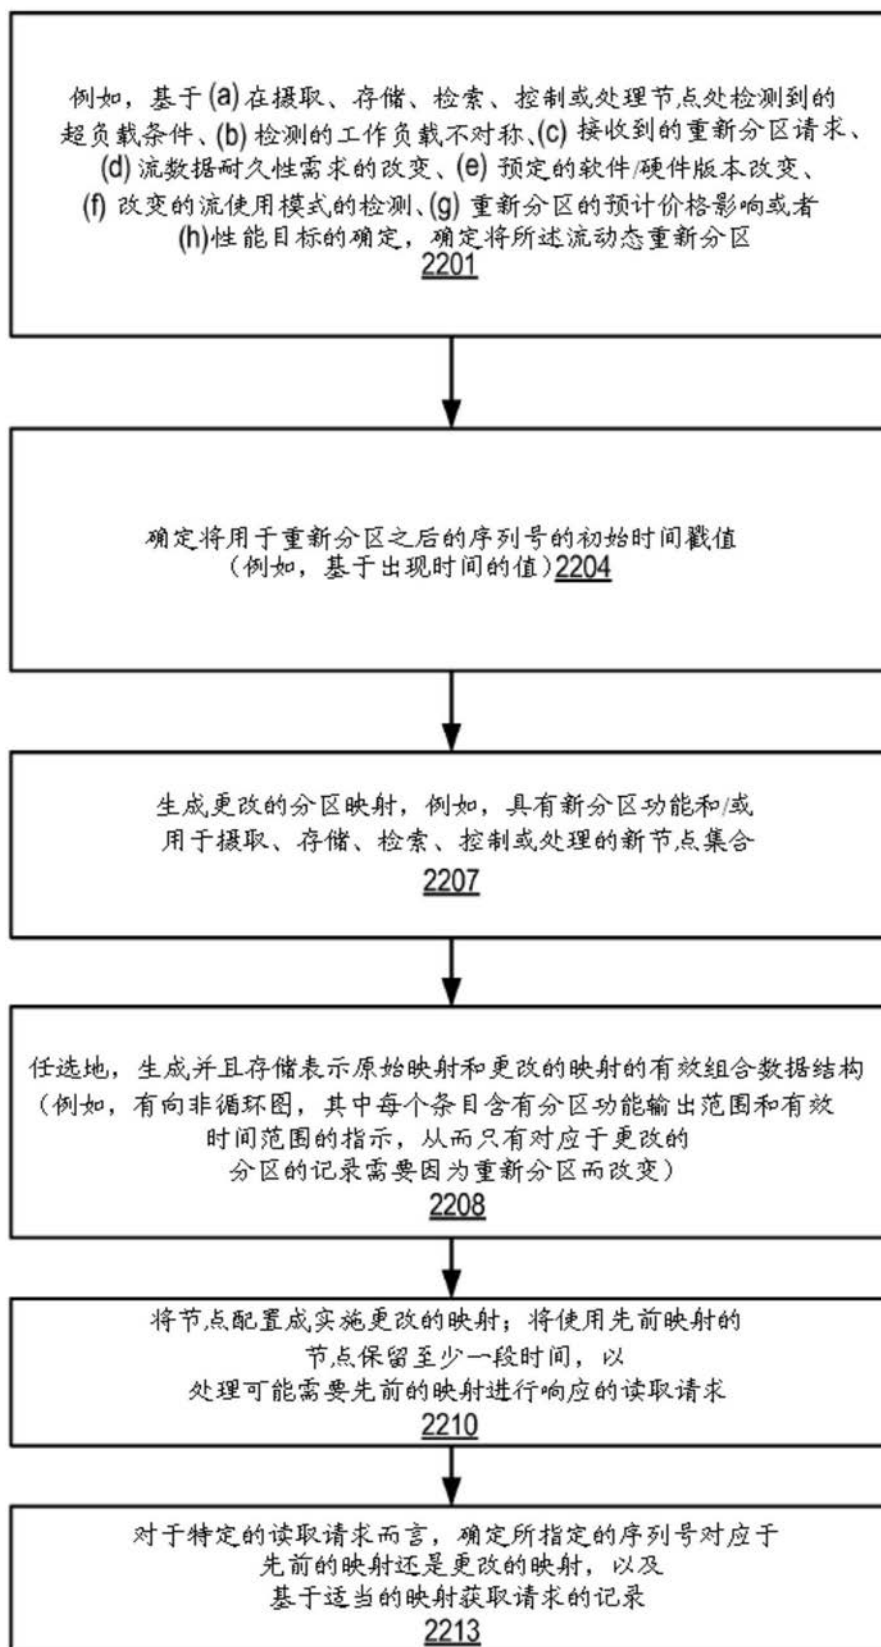 例如，基于(a)在摄取、存储、检索、控制或处理节点处检测到的
超负载条件、(b)检测的工作负载不对称、(c)接收到的重新分区请求、
(d)流数据耐久性需求的改变、(e)预定的软件/硬件版本改变、
(f)改变的流使用模式的检测、(g)重新分区的预计价格影响或者
(h)性能目标的确定，确定将所述流动态重新分区
2201
确定将用于重新分区之后的序列号的初始时间戳值
（例如，基于出现时间的值）2204
生成更改的分区映射，例如，具有新分区功能和/或
用于摄取、存储、检索、控制或处理的新节点集合
2207
任选地，生成并且存储表示原始映射和更改的映射的有效组合数据结构
（例如，有向非循环图，其中每个条目含有分区功能输出范围和有效
时间范围的指示，从而只有对应于更改的
分区的记录需要因为重新分区而改变）
2208
将节点配置成实施更改的映射；将使用先前映射的
节点保留至少一段时间，以
处理可能需要先前的映射进行响应的读取请求
2210
对于特定的读取请求而言，确定所指定的序列号对应于
先前的映射还是更改的映射，以及
基于适当的映射获取请求的记录
2213